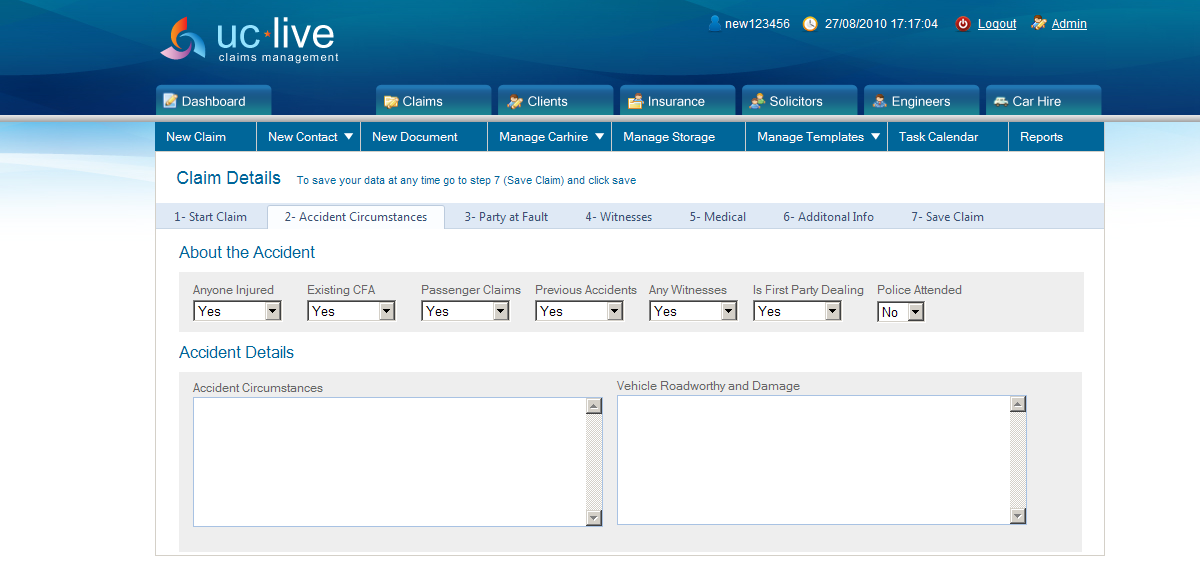 uc live
claims management
new123456 27/08/2010 17:17:04 Logout Admin
Dashboard Claims Clients Insurance Solicitors Engineers Car Hire
New Claim New Contact New Document Manage Carhire Manage Storage Manage Templates Task Calendar Reports
Claim Details To save your data at any time go to step 7 (Save Claim) and click save
1- Start Claim 2- Accident Circumstances 3- Party at Fault 4- Witnesses 5- Medical 6- Additonal Info 7- Save Claim
About the Accident
Anyone Injured Existing CFA Passenger Claims Previous Accidents Any Witnesses Is First Party Dealing Police Attended
Yes Yes Yes Yes Yes Yes No
Accident Details
Accident Circumstances Vehicle Roadworthy and Damage